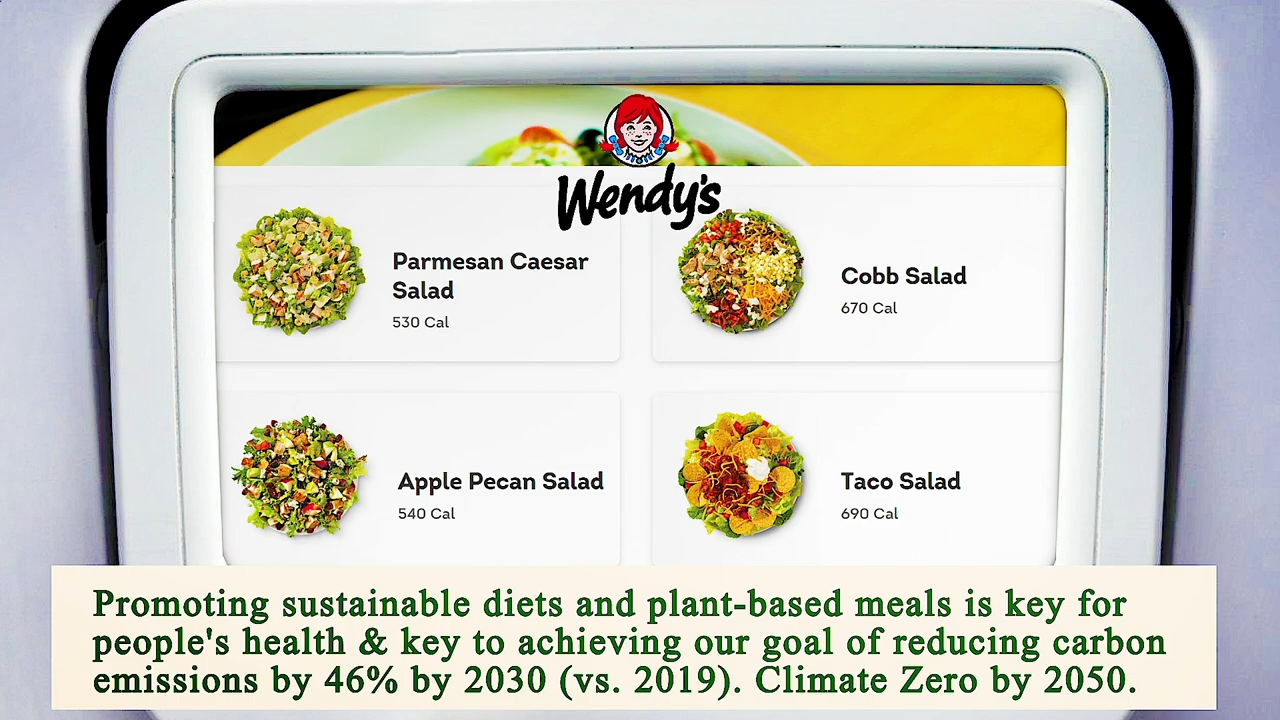 Wendy's
Parmesan Caesar
Salad
530 Cal
Cobb Salad
670 Cal
Apple Pecan Salad
540 Cal
Taco Salad
690 Cal
Promoting sustainable diets and plant-based meals is key for
people's health & key to achieving our goal of reducing carbon
emissions by 46% by 2030 (vs. 2019). Climate Zero by 2050.